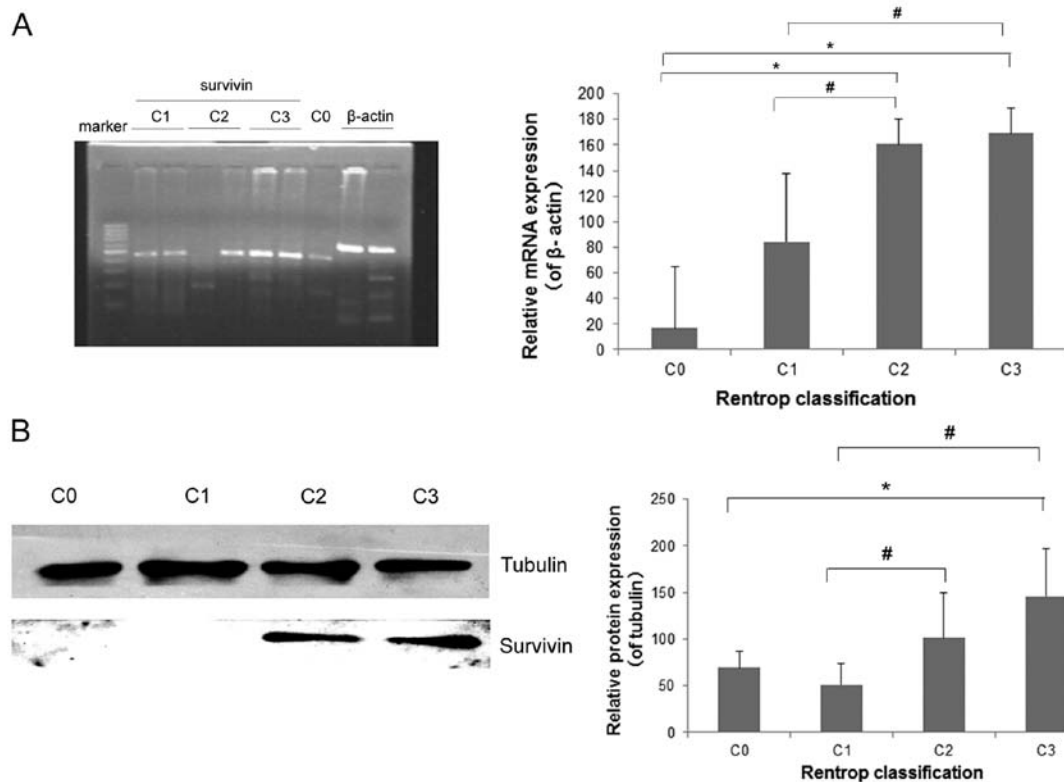 A
survivin
marker C1 C2 C3 C0 β-actin
#
*
*
#
Relative mRNA expression
(of β- actin)
180
160
140
120
100
80
60
40
20
0
C0 C1 C2 C3
Rentrop classification
B
C0 C1 C2 C3
Tubulin
Survivin
#
*
#
Relative protein expression
(of tubulin)
250
200
150
100
50
0
C0 C1 C2 C3
Rentrop classification